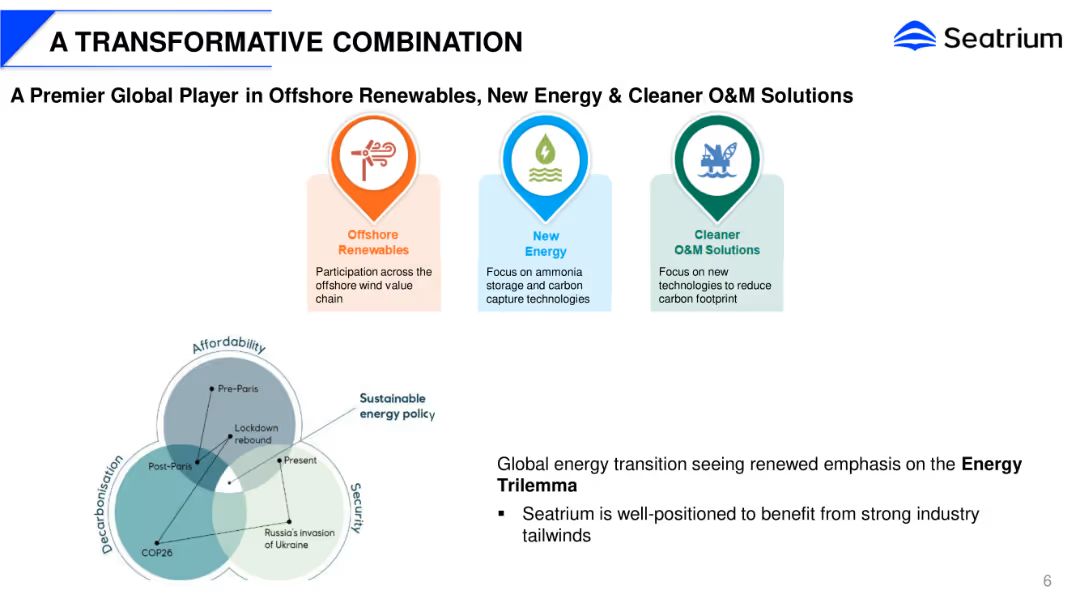 A TRANSFORMATIVE COMBINATION
Seatrium
A Premier Global Player in Offshore Renewables, New Energy & Cleaner O&M Solutions
Offshore
Renewables
Participation across the
offshore wind value
chain
New
Energy
Focus on ammonia
storage and carbon
capture technologies
Cleaner
O&M Solutions
Focus on new
technologies to reduce
carbon footprint
Affordability
Pre-Paris
Lockdown
rebound
Post-Paris
Present
Sustainable
energy policy
Decarbonisation
Security
Russia's invasion
of Ukraine
COP26
Global energy transition seeing renewed emphasis on the Energy
Trilemma
▪ Seatrium is well-positioned to benefit from strong industry
tailwinds
6